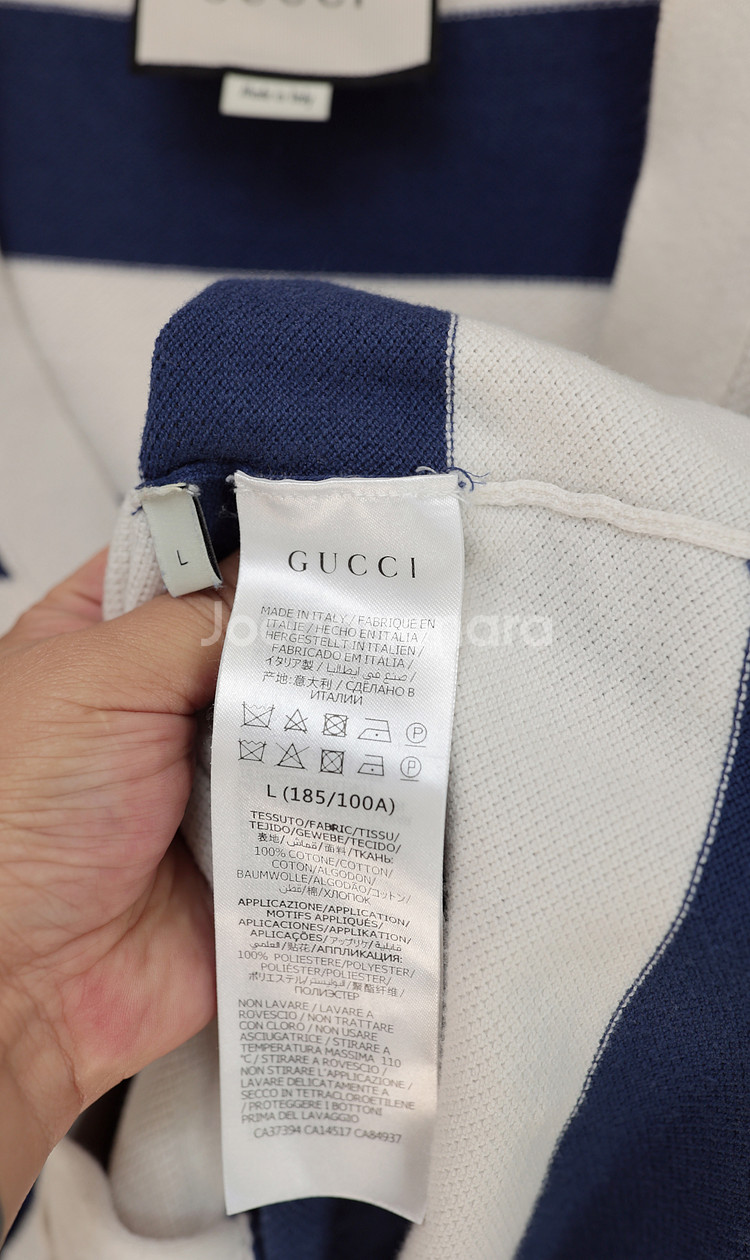 GUCCI
Made in Italy
L
GUCCI
MADE IN ITALY / FABRIQUÉ EN
ITALIE / HECHO EN ITALIA /
HERGESTELLT IN ITALIEN /
FABRICADO EM ITÁLIA /
イタリア製 / صنع في إيطاليا /
产地:意大利 / СДЕЛАНО В
ИТАЛИИ
P
P
L (185/100A)
TESSUTO/FABRIC/TISSU/
TEJIDO/GEWEBE/TECIDO/
表地/قماش/面料/ТКАНЬ:
100% COTONE/COTTON/
COTON/ALGODON/
BAUMWOLLE/ALGODÃO/コットン/
قطن/棉/ХЛОПОК
APPLICAZIONE/APPLICATION/
MOTIFS APPLIQUÉS/
APLICACIONES/APPLIKATION/
APLICAÇÕES/アップリケ/
/贴花/АППЛИКАЦИЯ:
100% POLIESTERE/POLYESTER/
POLIÉSTER/POLIESTER/
ポリエステル/البوليستر/聚酯纤维/
ПОЛИЭСТЕР
NON LAVARE / LAVARE A
ROVESCIO / NON TRATTARE
CON CLORO / NON USARE
ASCIUGATRICE / STIRARE A
TEMPERATURA MASSIMA 110
°C/ STIRARE A ROVESCIO /
NON STIRARE L'APPLICAZIONE /
LAVARE DELICATAMENTE A
SECCO IN TETRACLOROETILENE
/ PROTEGGERE I BOTTONI
PRIMA DEL LAVAGGIO
CA37394 CA14517 CA84937